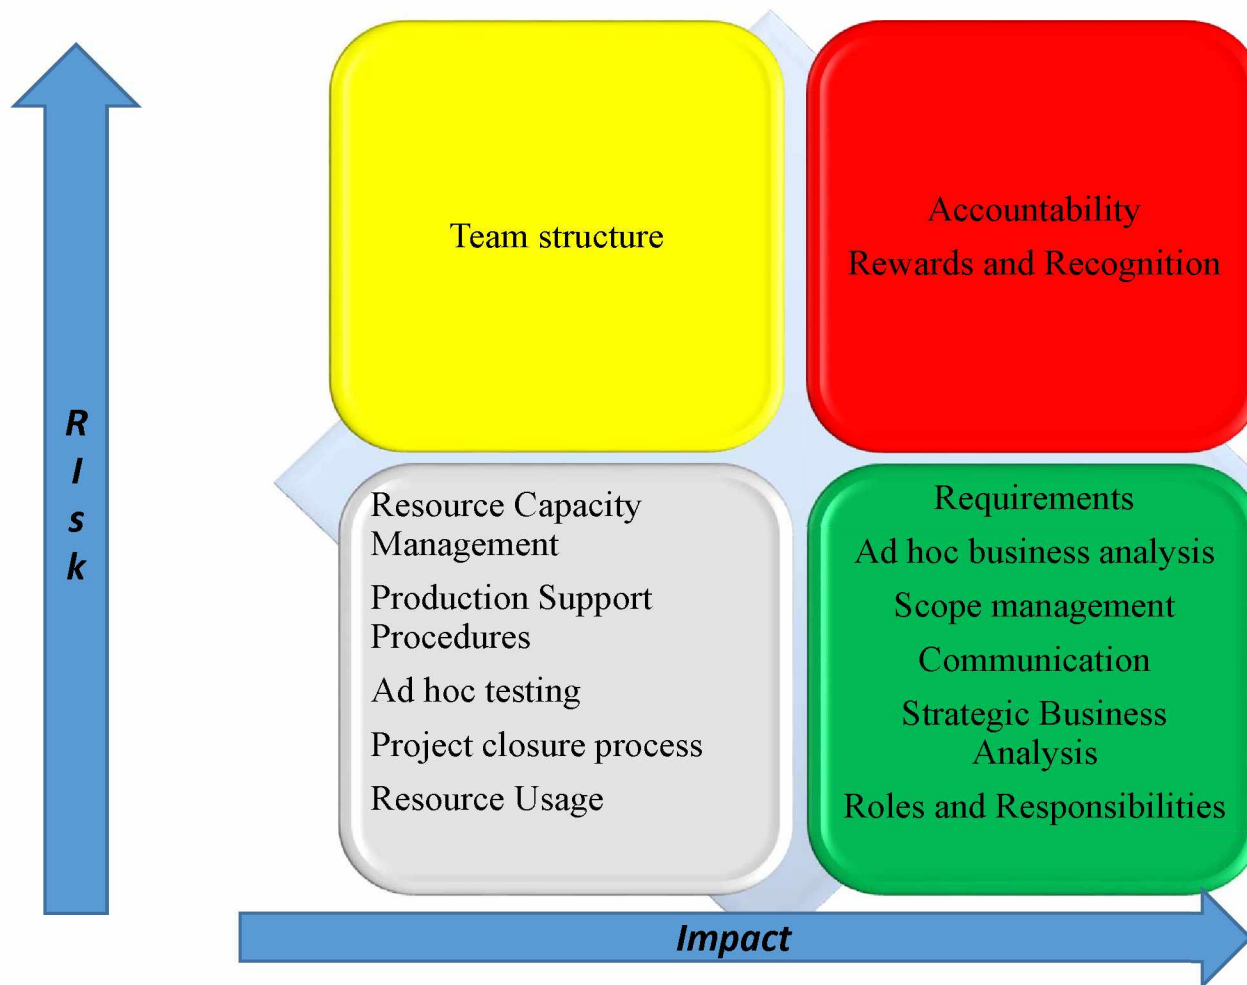 Team structure
Accountability
Rewards and Recognition
R
I
s
k
Resource Capacity
Management
Production Support
Procedures
Ad hoc testing
Project closure process
Resource Usage
Requirements
Ad hoc business analysis
Scope management
Communication
Strategic Business
Analysis
Roles and Responsibilities
Impact